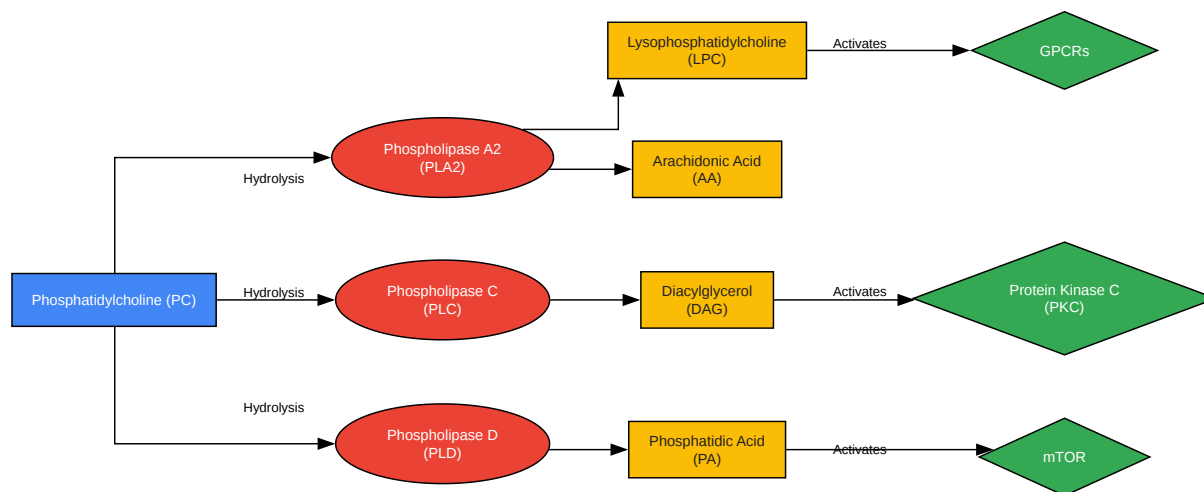 Lysophosphatidylcholine
(LPC)
Activates
GPCRs
Phospholipase A2
(PLA2)
Hydrolysis
Arachidonic Acid
(AA)
Phosphatidylcholine (PC)
Hydrolysis
Phospholipase C
(PLC)
Diacylglycerol
(DAG)
Activates
Protein Kinase C
(PKC)
Hydrolysis
Phospholipase D
(PLD)
Phosphatidic Acid
(PA)
Activates
mTOR